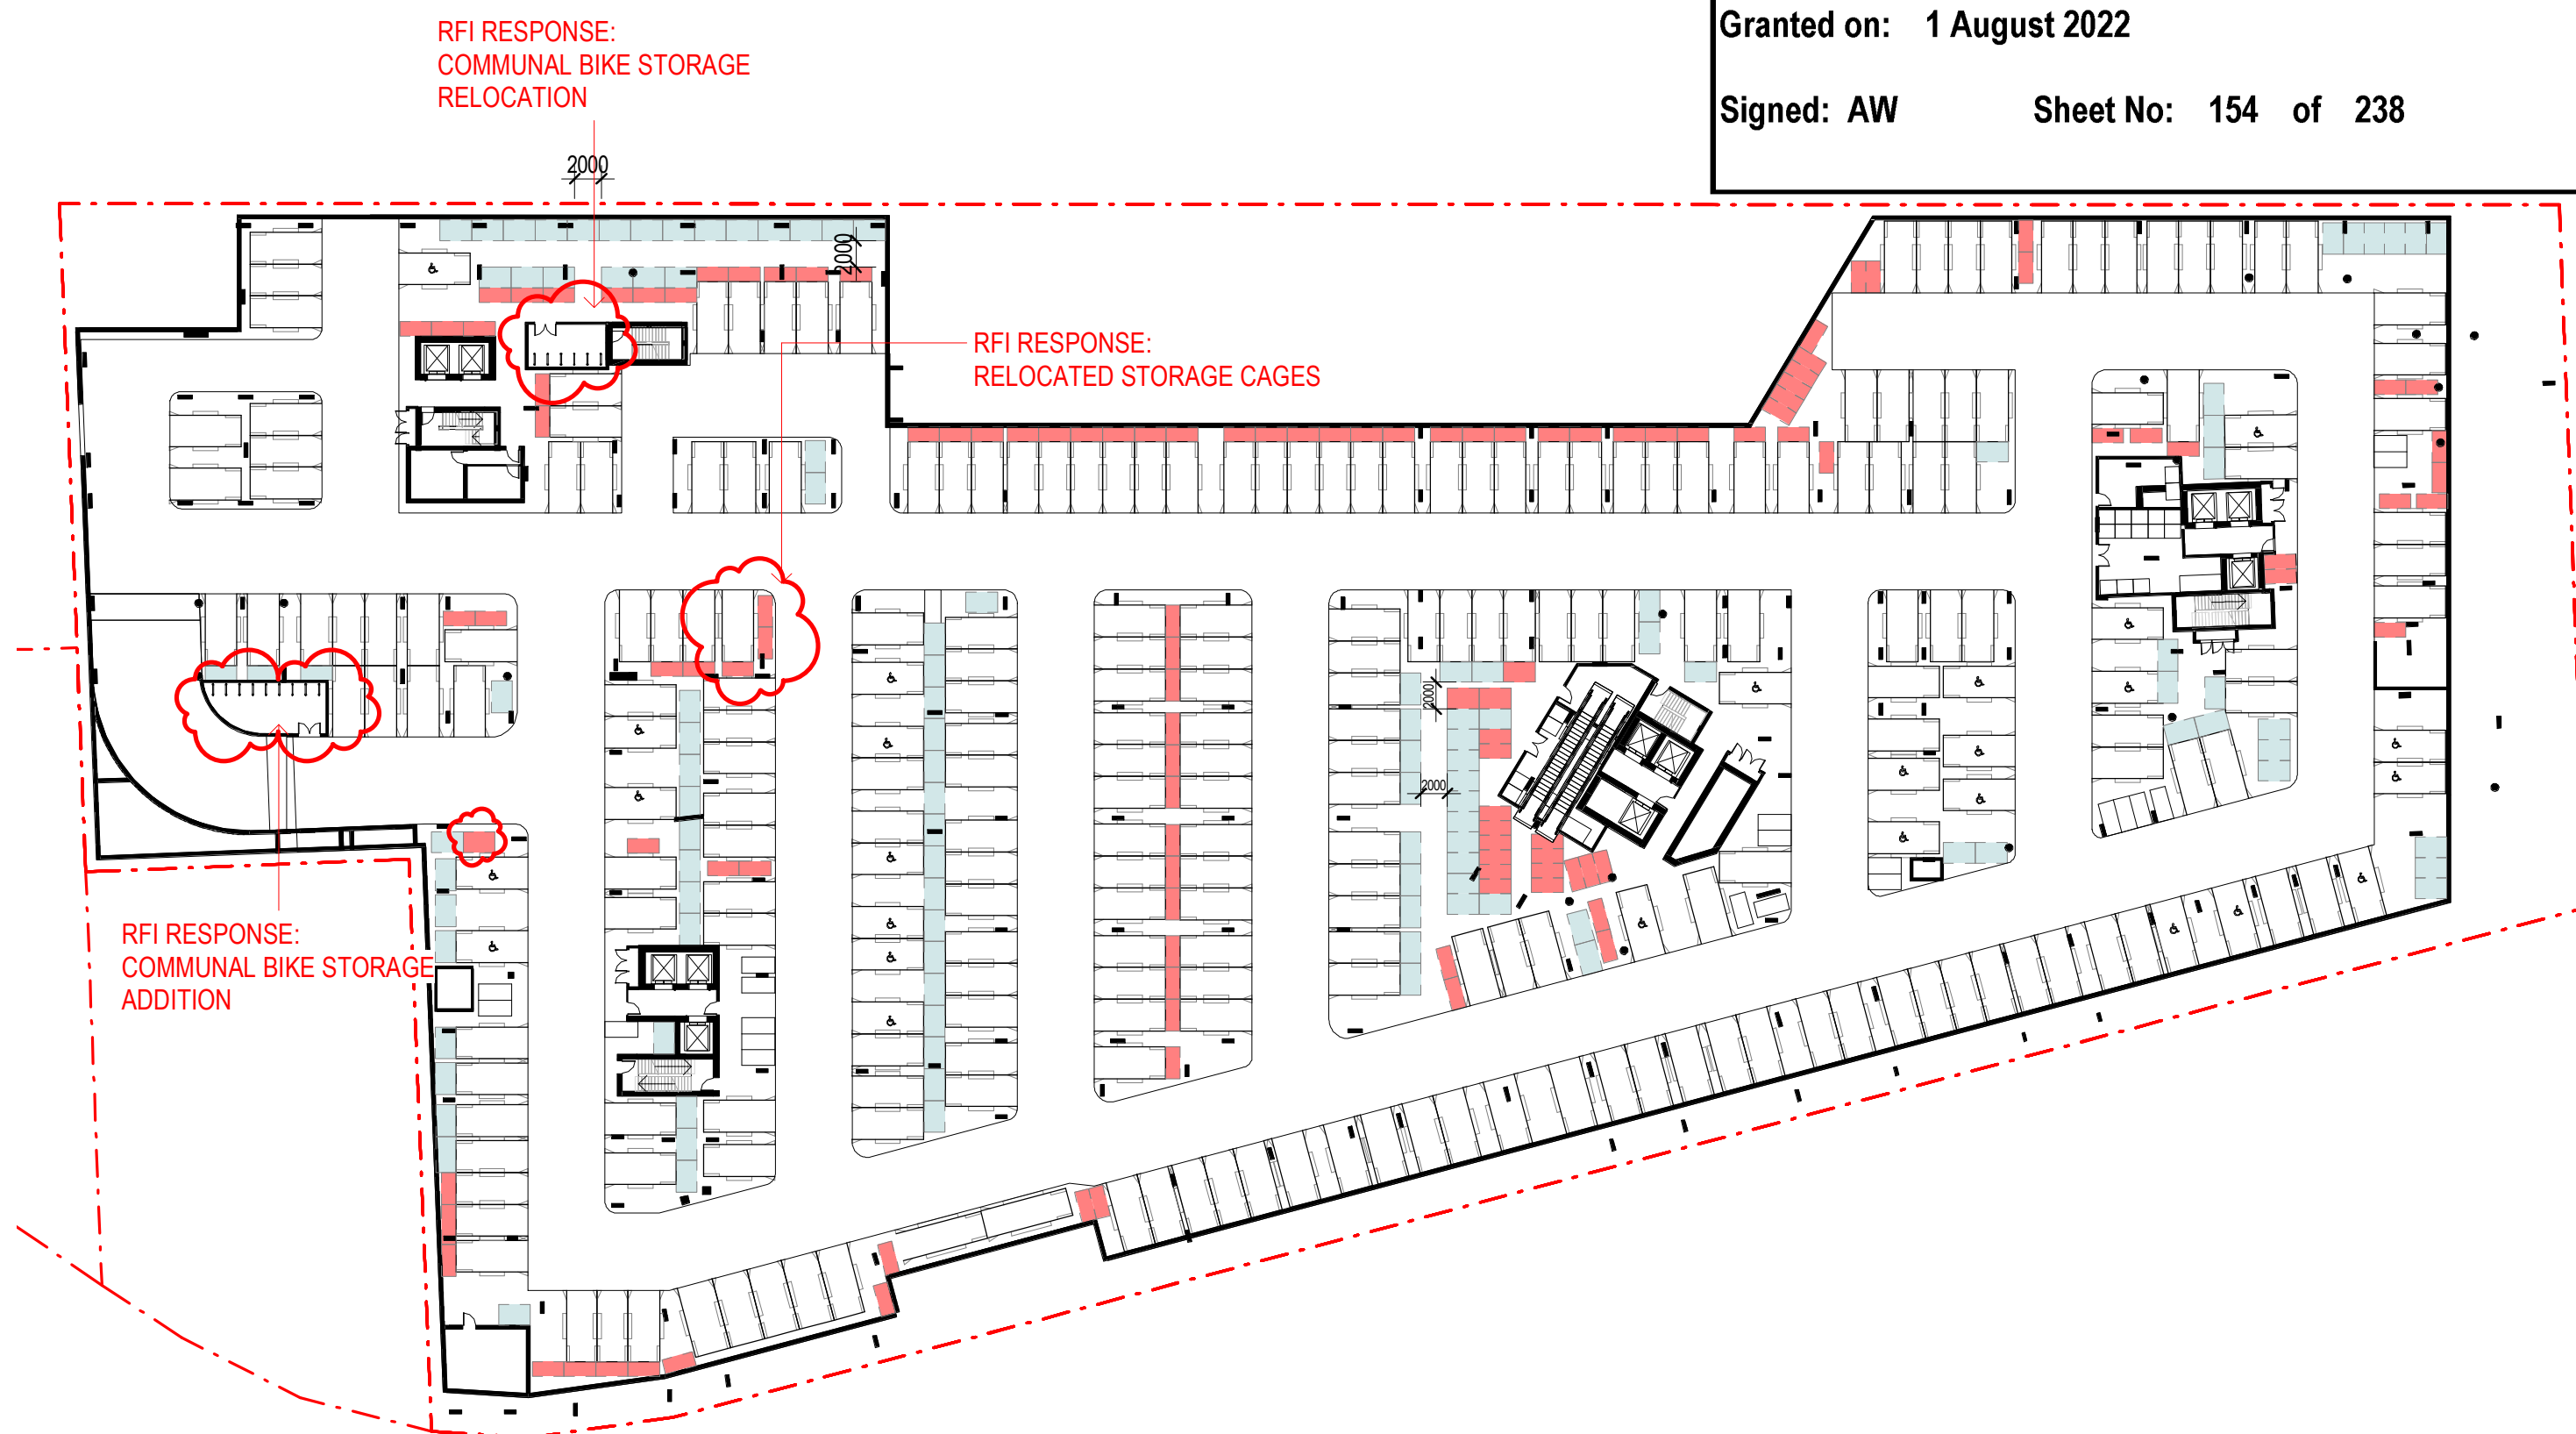 RFI RESPONSE:
COMMUNAL BIKE STORAGE
RELOCATION
Granted on: 1 August 2022
Signed: AW Sheet No: 154 of 238
2000
2000
RFI RESPONSE:
RELOCATED STORAGE CAGES
2000
2000
RFI RESPONSE:
COMMUNAL BIKE STORAGE
ADDITION